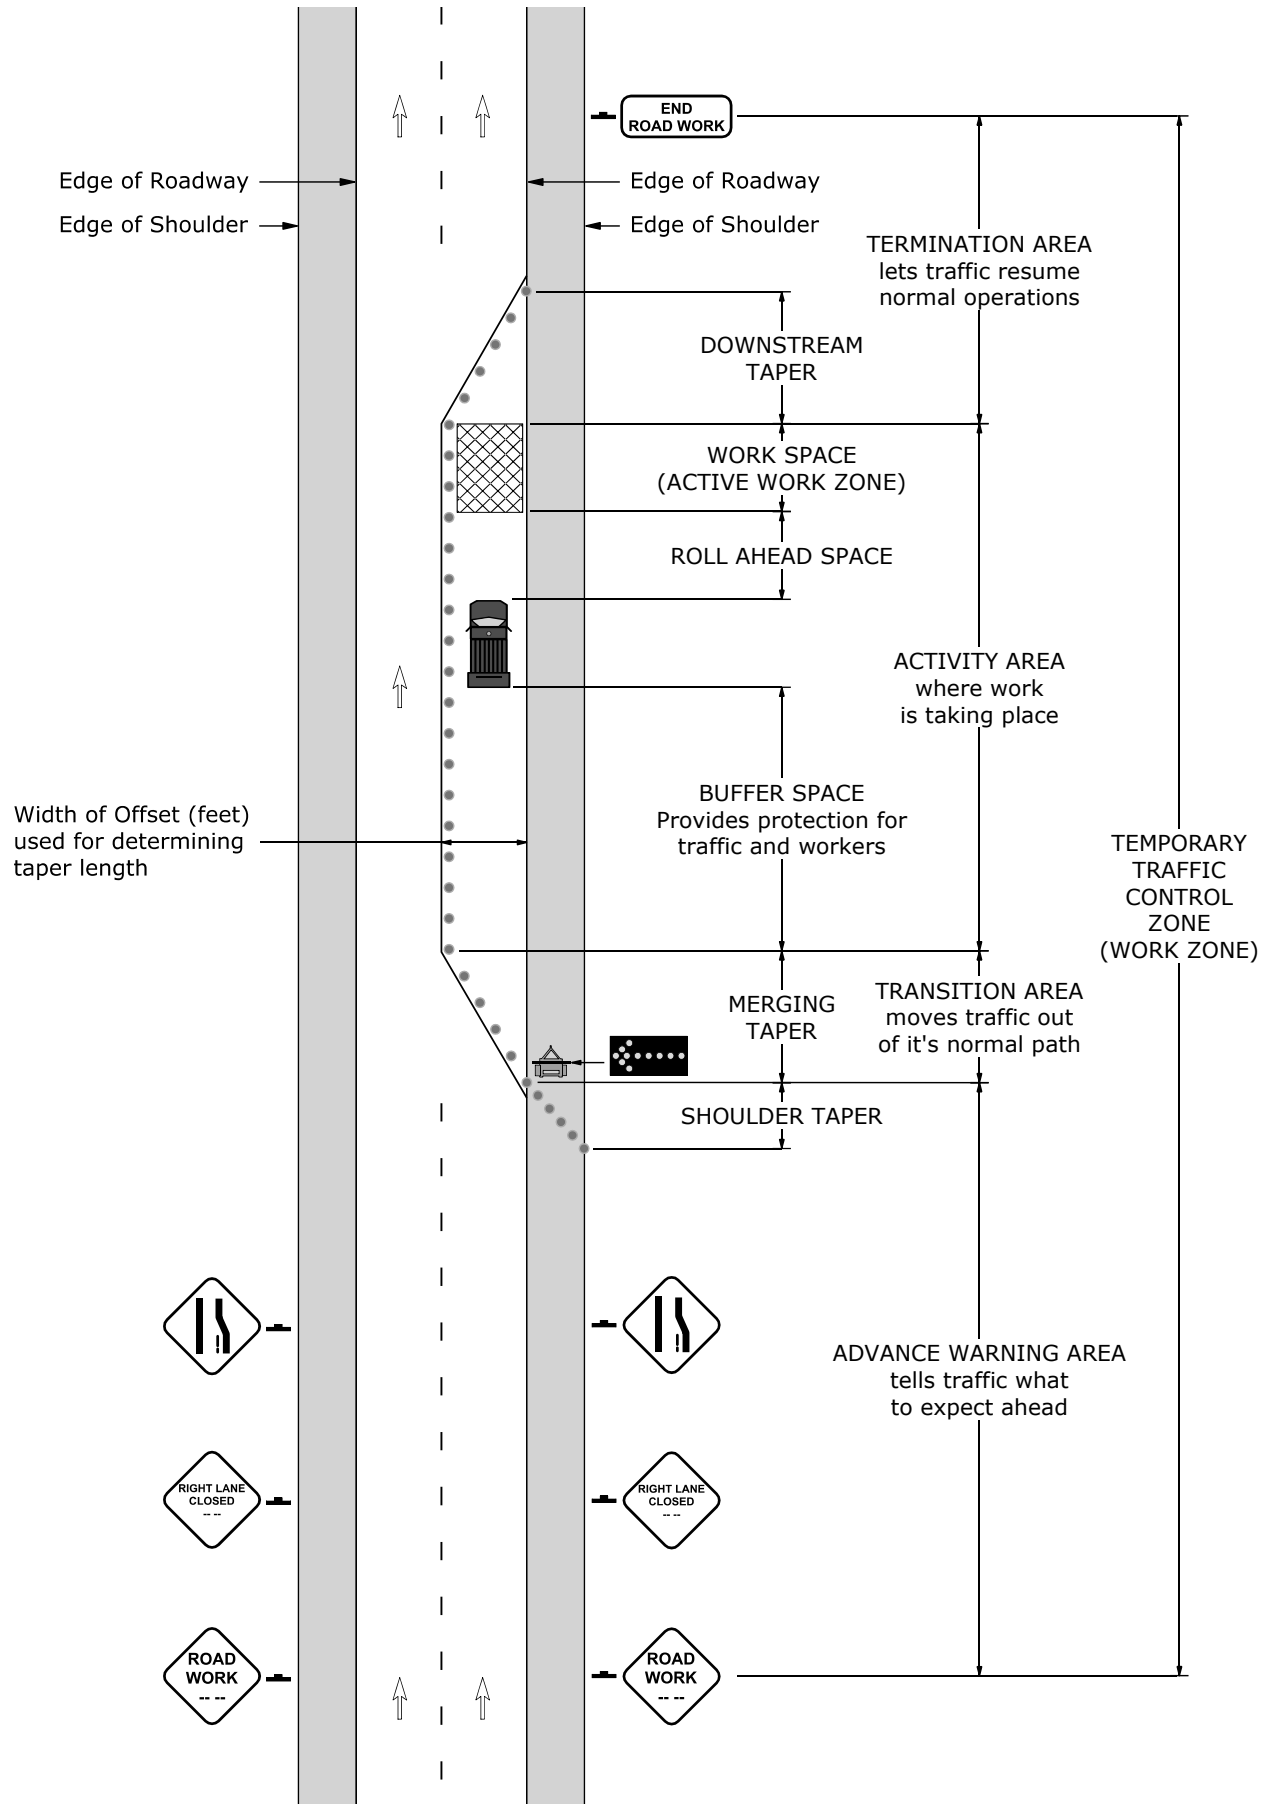 END
ROAD WORK
Edge of Roadway
Edge of Roadway
Edge of Shoulder
Edge of Shoulder
TERMINATION AREA
lets traffic resume
normal operations
DOWNSTREAM
TAPER
WORK SPACE
(ACTIVE WORK ZONE)
ROLL AHEAD SPACE
ACTIVITY AREA
where work
is taking place
BUFFER SPACE
Provides protection for
traffic and workers
Width of Offset (feet)
used for determining
taper length
TEMPORARY
TRAFFIC
CONTROL
ZONE
(WORK ZONE)
MERGING
TAPER
TRANSITION AREA
moves traffic out
of it's normal path
SHOULDER TAPER
ADVANCE WARNING AREA
tells traffic what
to expect ahead
RIGHT LANE
CLOSED
-- --
RIGHT LANE
CLOSED
-- --
ROAD
WORK
-- --
ROAD
WORK
-- --